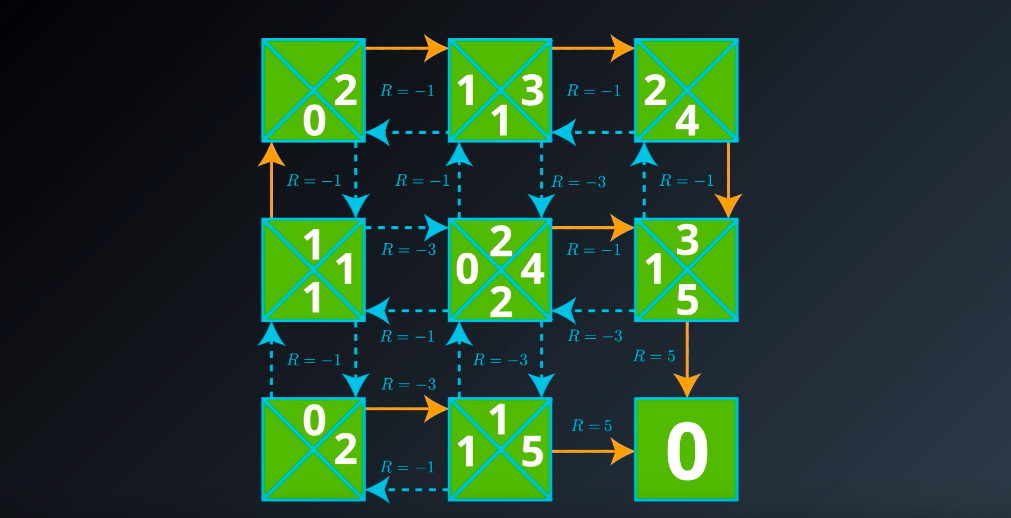 2 R = −1 1 3 R = −1 2
0 1 4
R = −1 R = −1 R = −3 R = −1
1 2 3
1 R = −3 0 4 R = −1 1
1 2 5
R = −1 R = −3
R = −1 R = −3 R = 5
R = −3
0 1 R = 5
2 1 5 0
R = −1